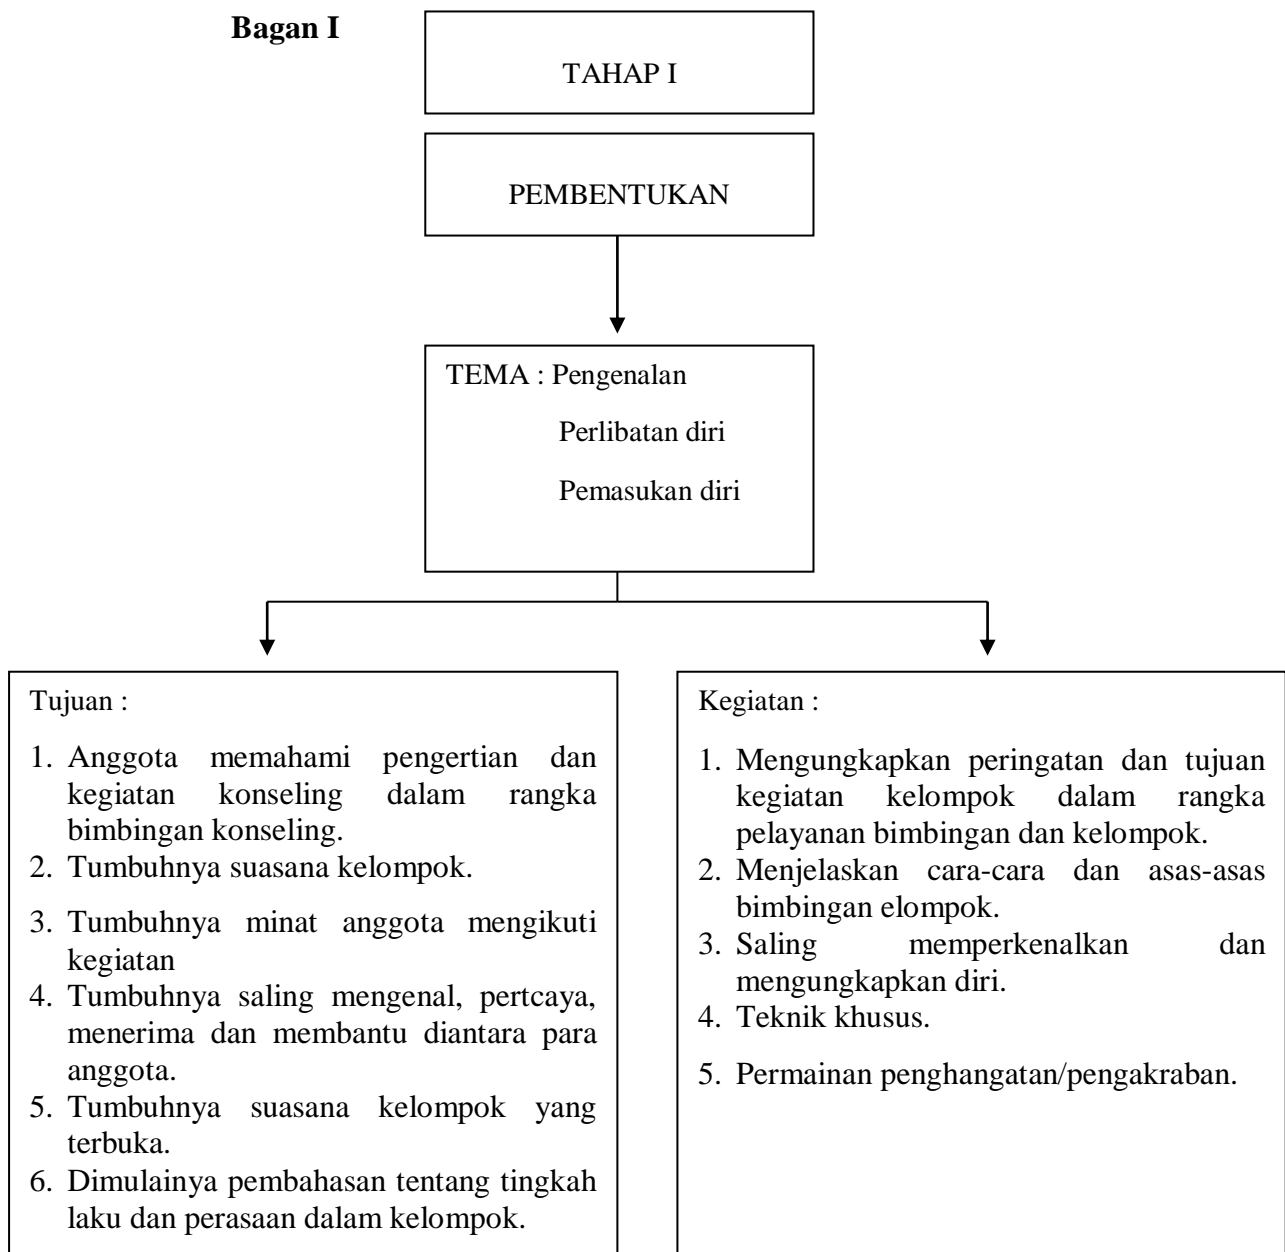 Bagan I
TAHAP I
PEMBENTUKAN
TEMA : Pengenalan
Perlibatan diri
Pemasukan diri
Tujuan :
1. Anggota memahami pengertian dan
kegiatan konseling dalam rangka
bimbingan konseling.
2. Tumbuhnya suasana kelompok.
3. Tumbuhnya minat anggota mengikuti
kegiatan
4. Tumbuhnya saling mengenal, pertcaya,
menerima dan membantu diantara para
anggota.
5. Tumbuhnya suasana kelompok yang
terbuka.
6. Dimulainya pembahasan tentang tingkah
laku dan perasaan dalam kelompok.
Kegiatan :
1. Mengungkapkan peringatan dan tujuan
kegiatan kelompok dalam rangka
pelayanan bimbingan dan kelompok.
2. Menjelaskan cara-cara dan asas-asas
bimbingan elompok.
3. Saling memperkenalkan dan
mengungkapkan diri.
4. Teknik khusus.
5. Permainan penghangatan/pengakraban.